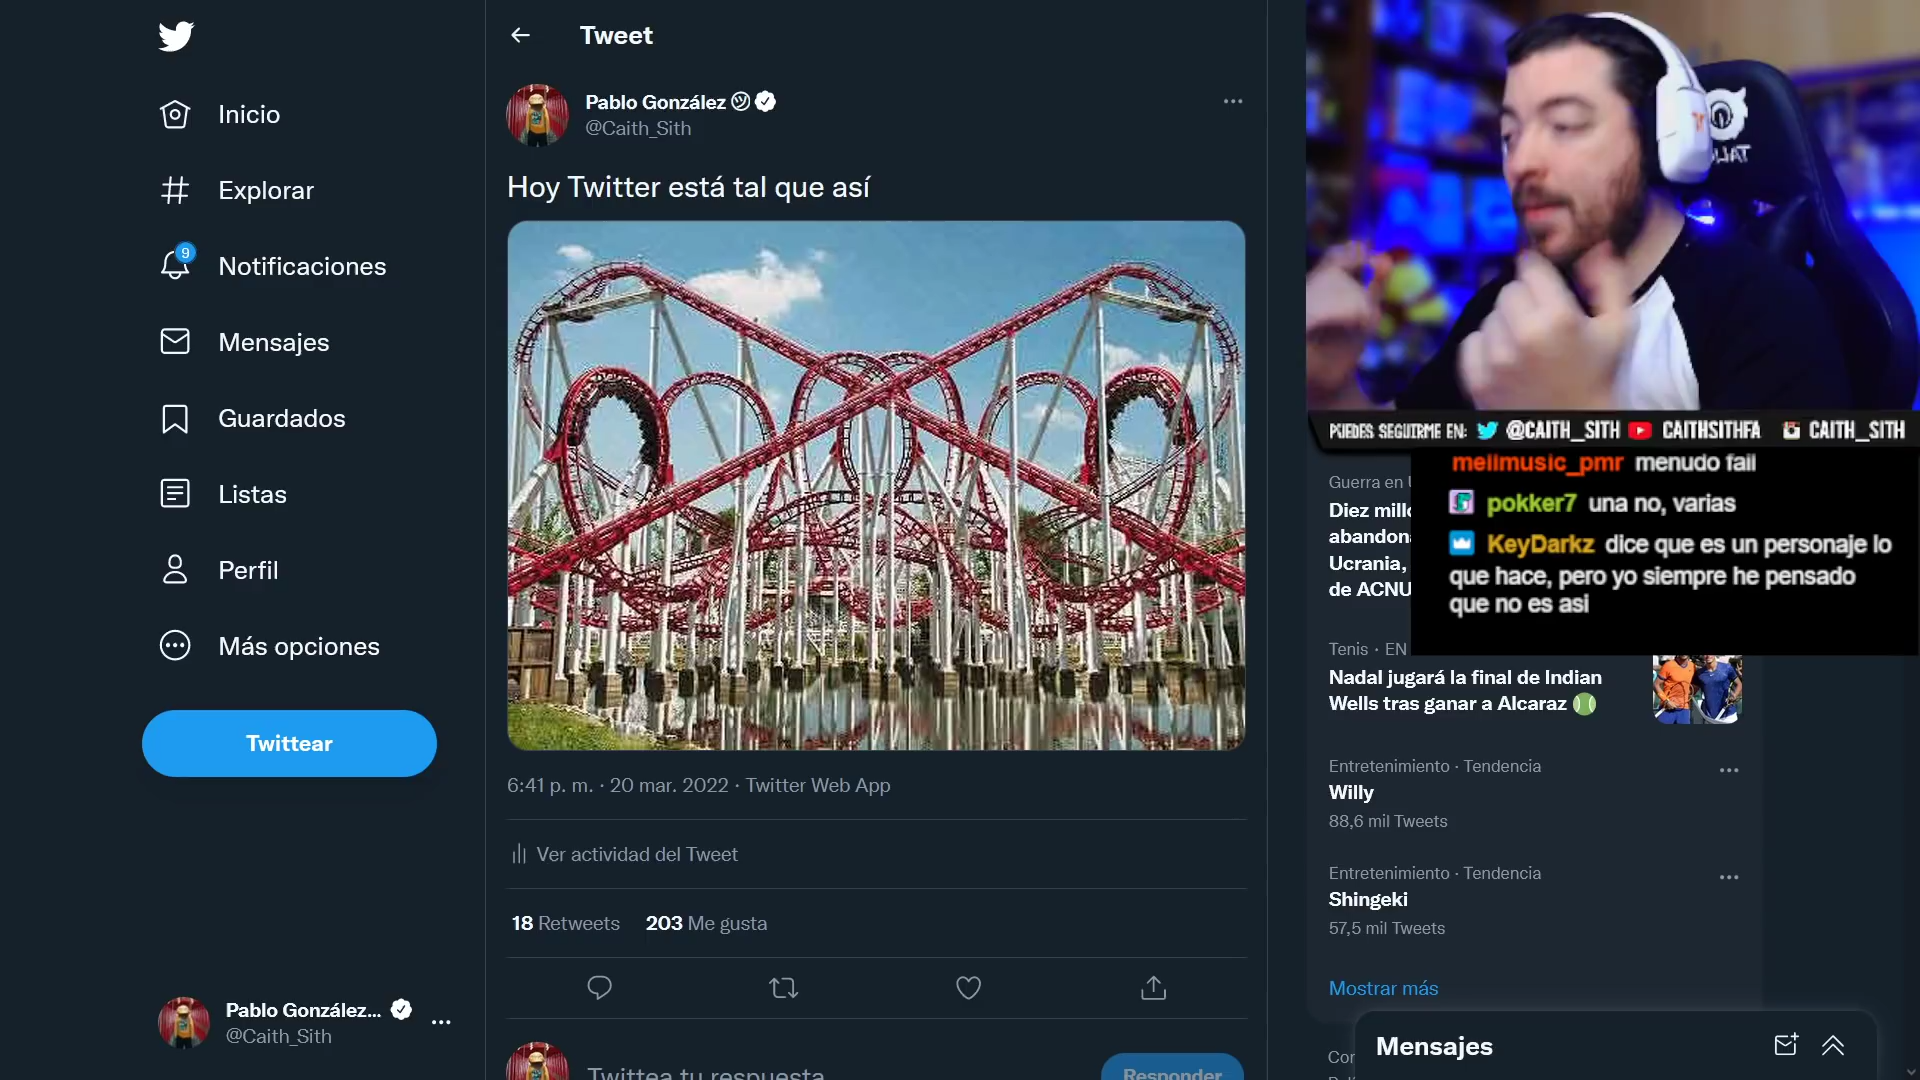 Inicio
Explorar
9
Notificaciones
Mensajes
Guardados
Listas
Perfil
Más opciones
Twittear
Pablo González...
@Caith_Sith
Tweet
Pablo González
@Caith_Sith
Hoy Twitter está tal que así
6:41 p. m. · 20 mar. 2022 · Twitter Web App
Ver actividad del Tweet
18 Retweets 203 Me gusta
Twittea tu respuesta
Responder
PUEDES SEGUIRME EN: @CAITH_SITH CAITHSITHFA CAITH_SITH
mellmusic_pmr menudo fail
pokker7 una no, varias
KeyDarkz dice que es un personaje lo
que hace, pero yo siempre he pensado
que no es asi
Guerra en
Diez
Ucrania,
de
Tenis · EN
Nadal jugará la final de Indian
Wells tras ganar a Alcaraz
Entretenimiento · Tendencia
Willy
88,6 mil Tweets
Entretenimiento · Tendencia
Shingeki
57,5 mil Tweets
Mostrar más
Mensajes